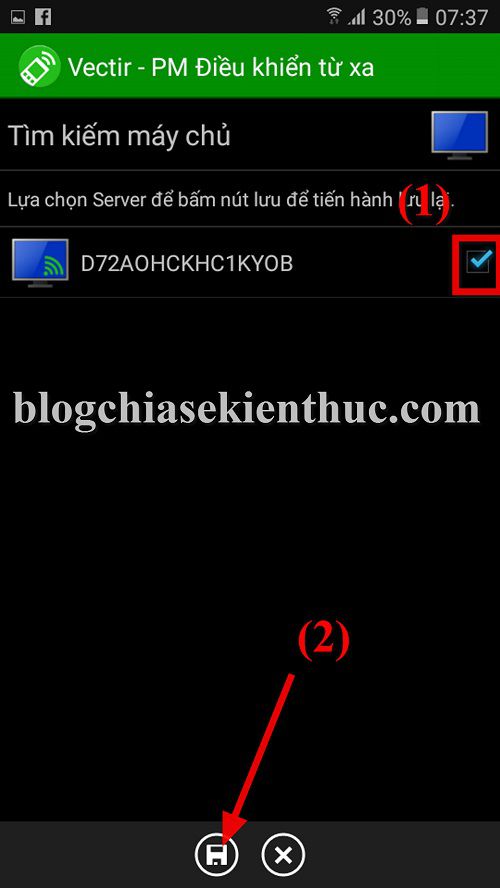 30% 07:37
Vectir - PM Điều khiển từ xa
Tìm kiếm máy chủ
Lựa chọn Server để bấm nút lưu để tiến hành lưu lại.
(1)
D72AOHCKHC1KYOB
blogchiasekienthuc.com
(2)